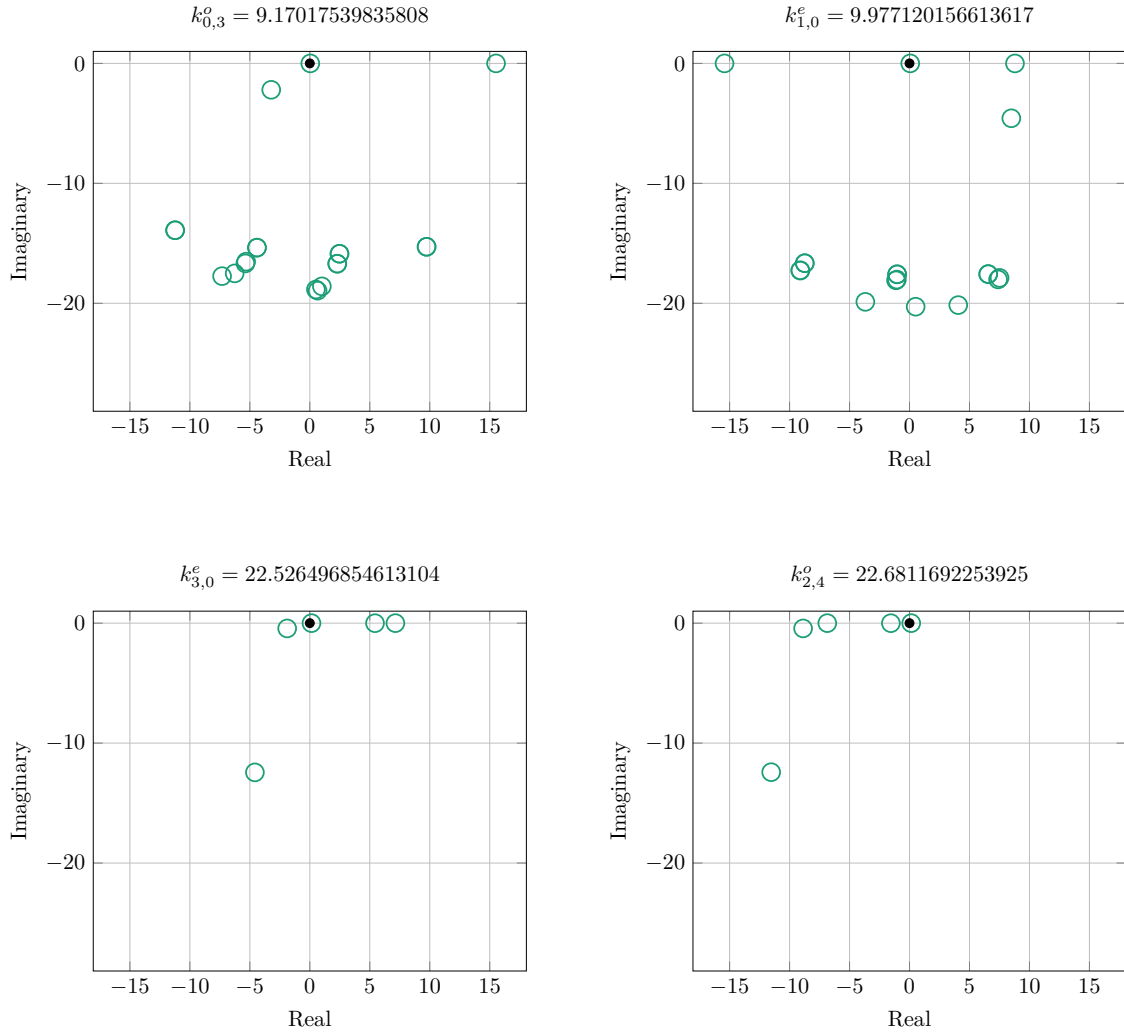 k^o_{0,3} = 9.17017539835808
0
−10
−20
Imaginary
−15 −10 −5 0 5 10 15
Real
k^e_{1,0} = 9.977120156613617
0
−10
−20
Imaginary
−15 −10 −5 0 5 10 15
Real
k^e_{3,0} = 22.526496854613104
0
−10
−20
Imaginary
−15 −10 −5 0 5 10 15
Real
k^o_{2,4} = 22.6811692253925
0
−10
−20
Imaginary
−15 −10 −5 0 5 10 15
Real